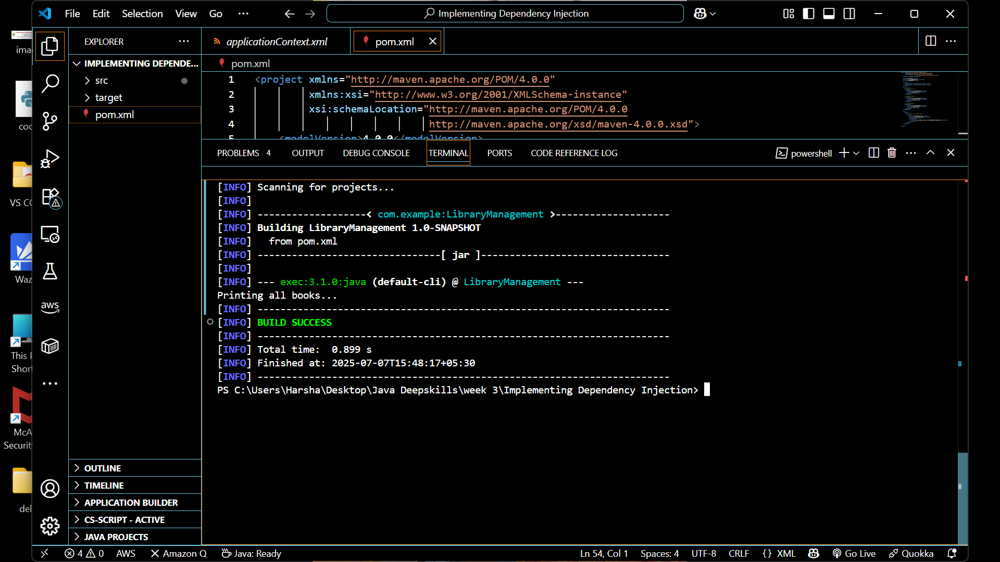 File Edit Selection View Go ··· Implementing Dependency Injection
EXPLORER
applicationContext.xml
pom.xml
IMPLEMENTING DEPENDE...
src
target
pom.xml
pom.xml
1 <project xmlns="http://maven.apache.org/POM/4.0.0"
2 xmlns:xsi="http://www.w3.org/2001/XMLSchema-instance"
3 xsi:schemaLocation="http://maven.apache.org/POM/4.0.0
4 http://maven.apache.org/xsd/maven-4.0.0.xsd">
5 <modelVersion>4.0.0</modelVersion>
PROBLEMS 4 OUTPUT DEBUG CONSOLE TERMINAL PORTS CODE REFERENCE LOG
powershell
[INFO] Scanning for projects...
[INFO]
[INFO] -------------------< com.example:LibraryManagement >--------------------
[INFO] Building LibraryManagement 1.0-SNAPSHOT
[INFO]   from pom.xml
[INFO] --------------------------------[ jar ]---------------------------------
[INFO]
[INFO] --- exec:3.1.0:java (default-cli) @ LibraryManagement ---
Printing all books...
[INFO] ------------------------------------------------------------------------
[INFO] BUILD SUCCESS
[INFO] ------------------------------------------------------------------------
[INFO] Total time:  0.899 s
[INFO] Finished at: 2025-07-07T15:48:17+05:30
[INFO] ------------------------------------------------------------------------
PS C:\Users\Harsha\Desktop\Java Deepskills\week 3\Implementing Dependency Injection>
aws
OUTLINE
TIMELINE
APPLICATION BUILDER
CS-SCRIPT - ACTIVE
JAVA PROJECTS
4 0 AWS Amazon Q Java: Ready
Ln 54, Col 1 Spaces: 4 UTF-8 CRLF {} XML Go Live Quokka
ima
coo
VS CO
Waz
This P
Short
McA
Security
del